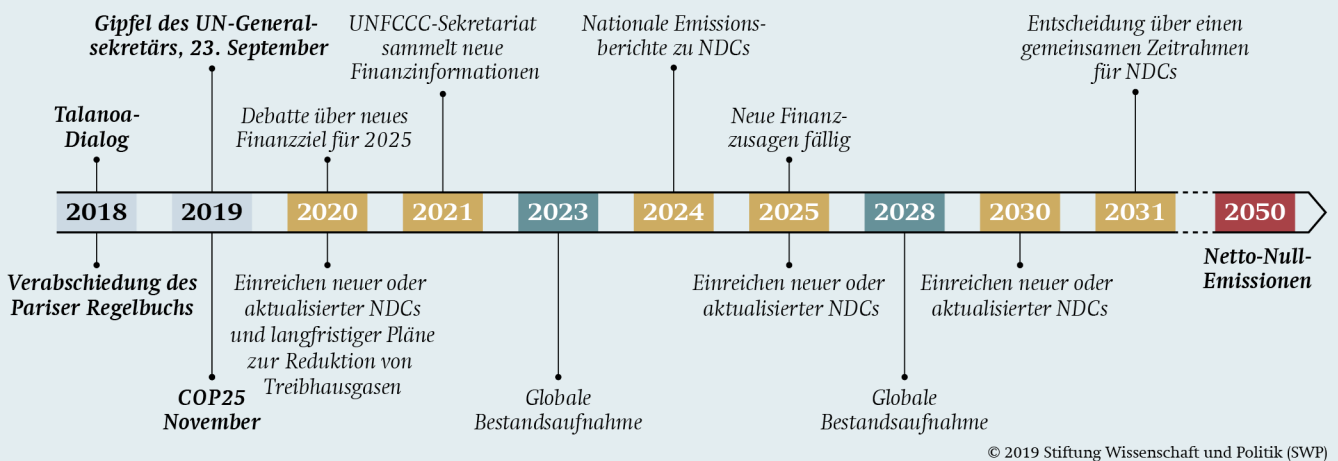 Gipfel des UN-General-
sekretärs, 23. September
UNFCCC-Sekretariat
sammelt neue
Finanzinformationen
Nationale Emissions-
berichte zu NDCs
Entscheidung über einen
gemeinsamen Zeitrahmen
für NDCs
Talanoa-
Dialog
Debatte über neues
Finanzziel für 2025
Neue Finanz-
zusagen fällig
2018 2019 2020 2021 2023 2024 2025 2028 2030 2031 2050
Verabschiedung des
Pariser Regelbuchs
Einreichen neuer oder
aktualisierter NDCs
und langfristiger Pläne
zur Reduktion von
Treibhausgasen
Einreichen neuer oder
aktualisierter NDCs
Einreichen neuer oder
aktualisierter NDCs
Netto-Null-
Emissionen
COP25
November
Globale
Bestandsaufnahme
Globale
Bestandsaufnahme
© 2019 Stiftung Wissenschaft und Politik (SWP)